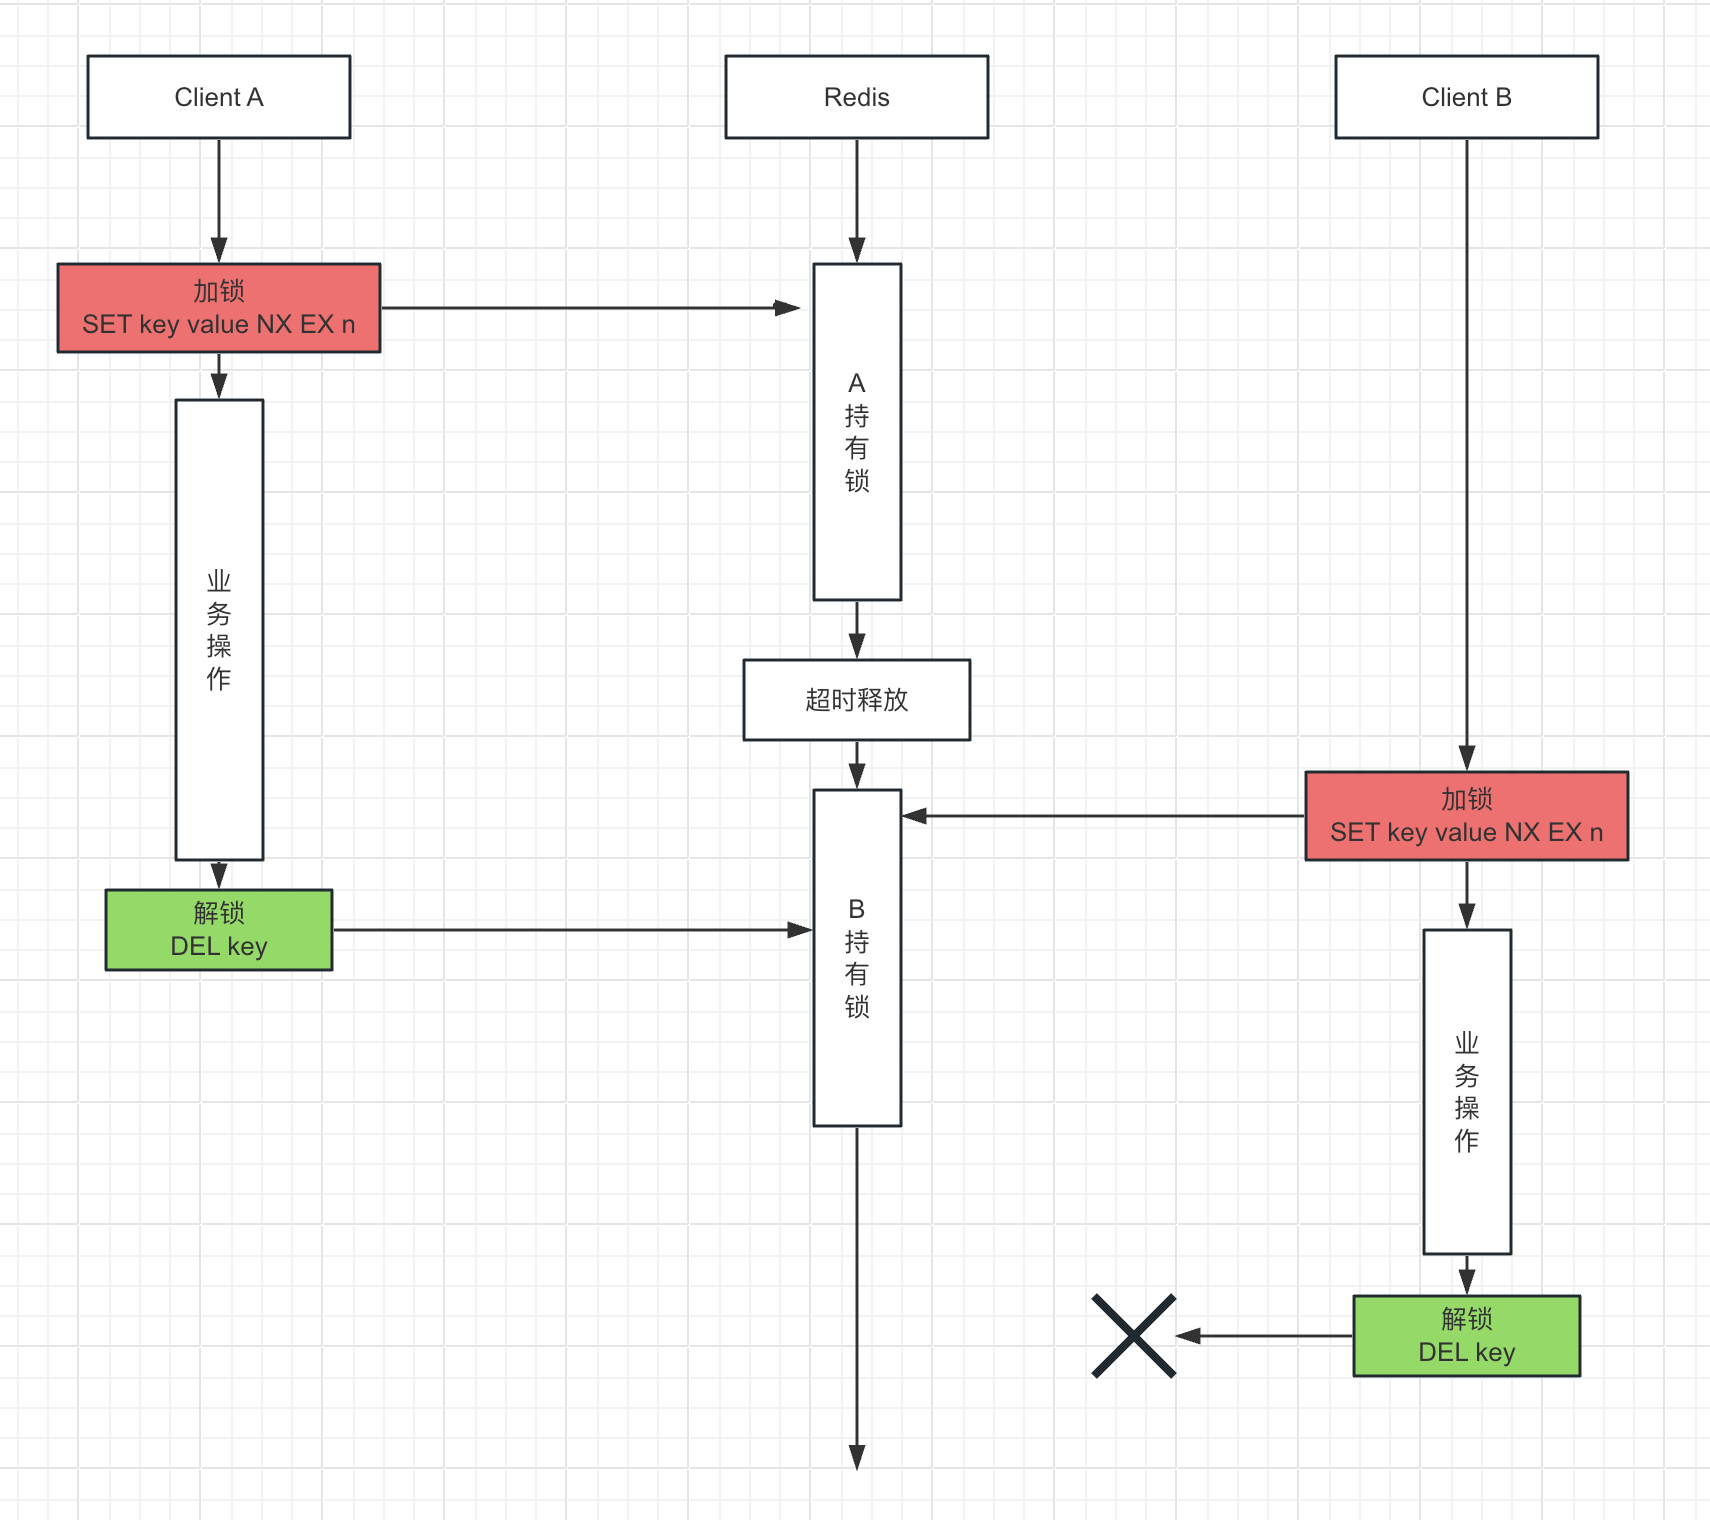 Client A
Redis
Client B
加锁
SET key value NX EX n
A
持
有
锁
业
务
操
作
超时释放
加锁
SET key value NX EX n
解锁
DEL key
B
持
有
锁
业
务
操
作
解锁
DEL key